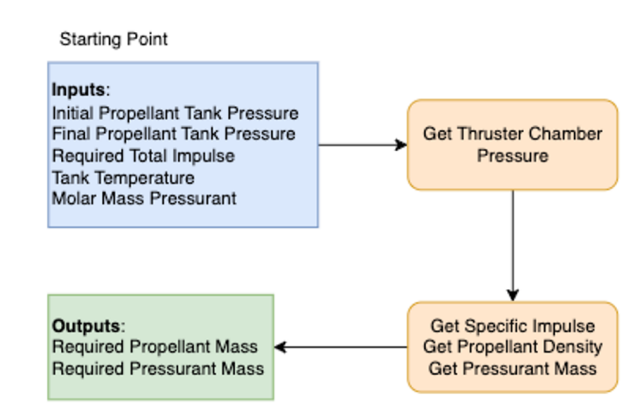 Starting Point
Inputs:
Initial Propellant Tank Pressure
Final Propellant Tank Pressure
Required Total Impulse
Tank Temperature
Molar Mass Pressurant
Get Thruster Chamber
Pressure
Get Specific Impulse
Get Propellant Density
Get Pressurant Mass
Outputs:
Required Propellant Mass
Required Pressurant Mass